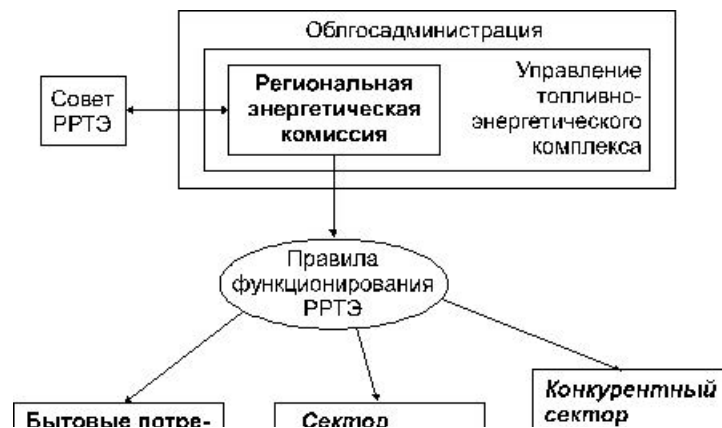 Облгосадминистрация
Управление
топливно-
энергетического
комплекса
Региональная
энергетическая
комиссия
Совет
РРТЭ
Правила
функционирования
РРТЭ
Бытовые потре-
Сектор
Конкурентный
сектор